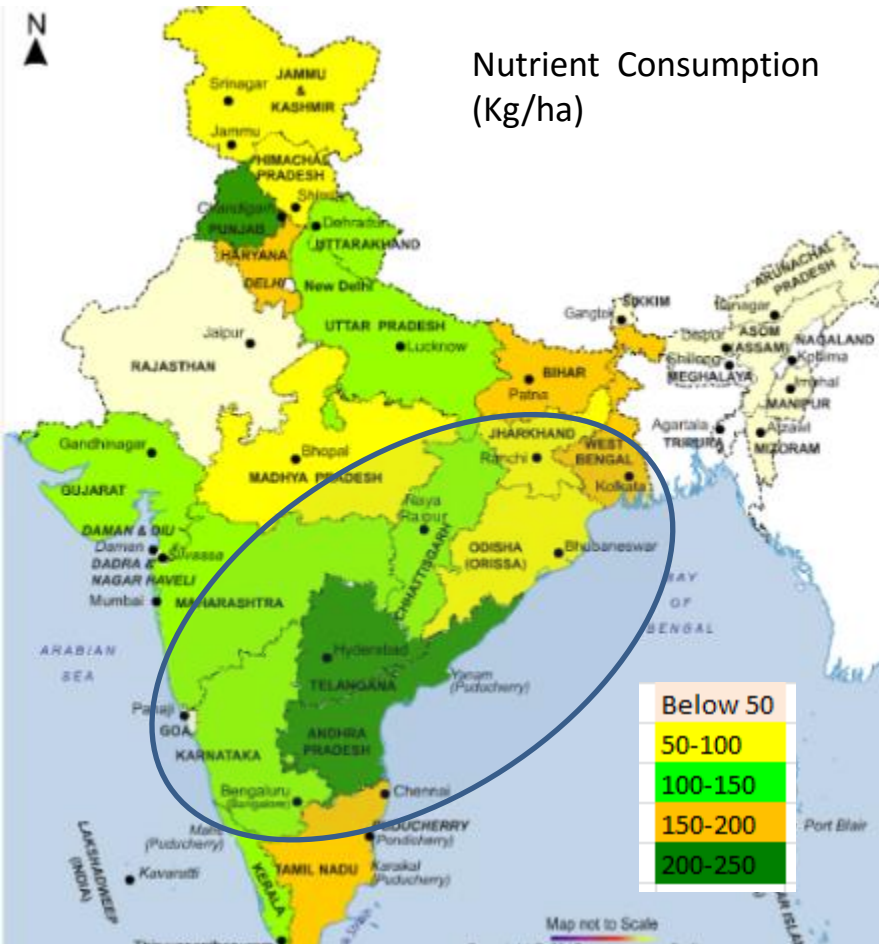 N
Nutrient Consumption
(Kg/ha)
JAMMU
&
KASHMIR
Srinagar
Jammu
HIMACHAL
PRADESH
Chandigarh
PUNJAB
Dehradun
UTTARAKHAND
HARYANA
DELHI
New Delhi
UTTAR PRADESH
Lucknow
Jaipur
RAJASTHAN
Gangtok
SIKKIM
ARUNACHAL
PRADESH
Itanagar
Dispur
ASOM
(ASSAM)
NAGALAND
Kohima
Shillong
MEGHALAYA
Imphal
MANIPUR
Agartala
TRIPURA
Aizawl
MIZORAM
BIHAR
Patna
JHARKHAND
Ranchi
WEST
BENGAL
Kolkata
Gandhinagar
GUJARAT
Bhopal
MADHYA PRADESH
Naya
Raipur
CHHATTISGARH
ODISHA
(ORISSA)
Bhubaneswar
DAMAN & DIU
Daman
Silvassa
DADRA &
NAGAR HAVELI
Mumbai
MAHARASHTRA
ARABIAN
SEA
BAY
OF
BENGAL
Hyderabad
TELANGANA
Yanam
(Puducherry)
Panaji
GOA
KARNATAKA
ANDHRA
PRADESH
Bengaluru
(Bangalore)
Chennai
Mahe
(Puducherry)
PUDUCHERRY
(Pondicherry)
TAMIL NADU
Karaikal
(Puducherry)
KERALA
LAKSHADWEEP
(INDIA)
Kavaratti
Below 50
50-100
100-150
150-200
200-250
Port Blair
Map not to Scale